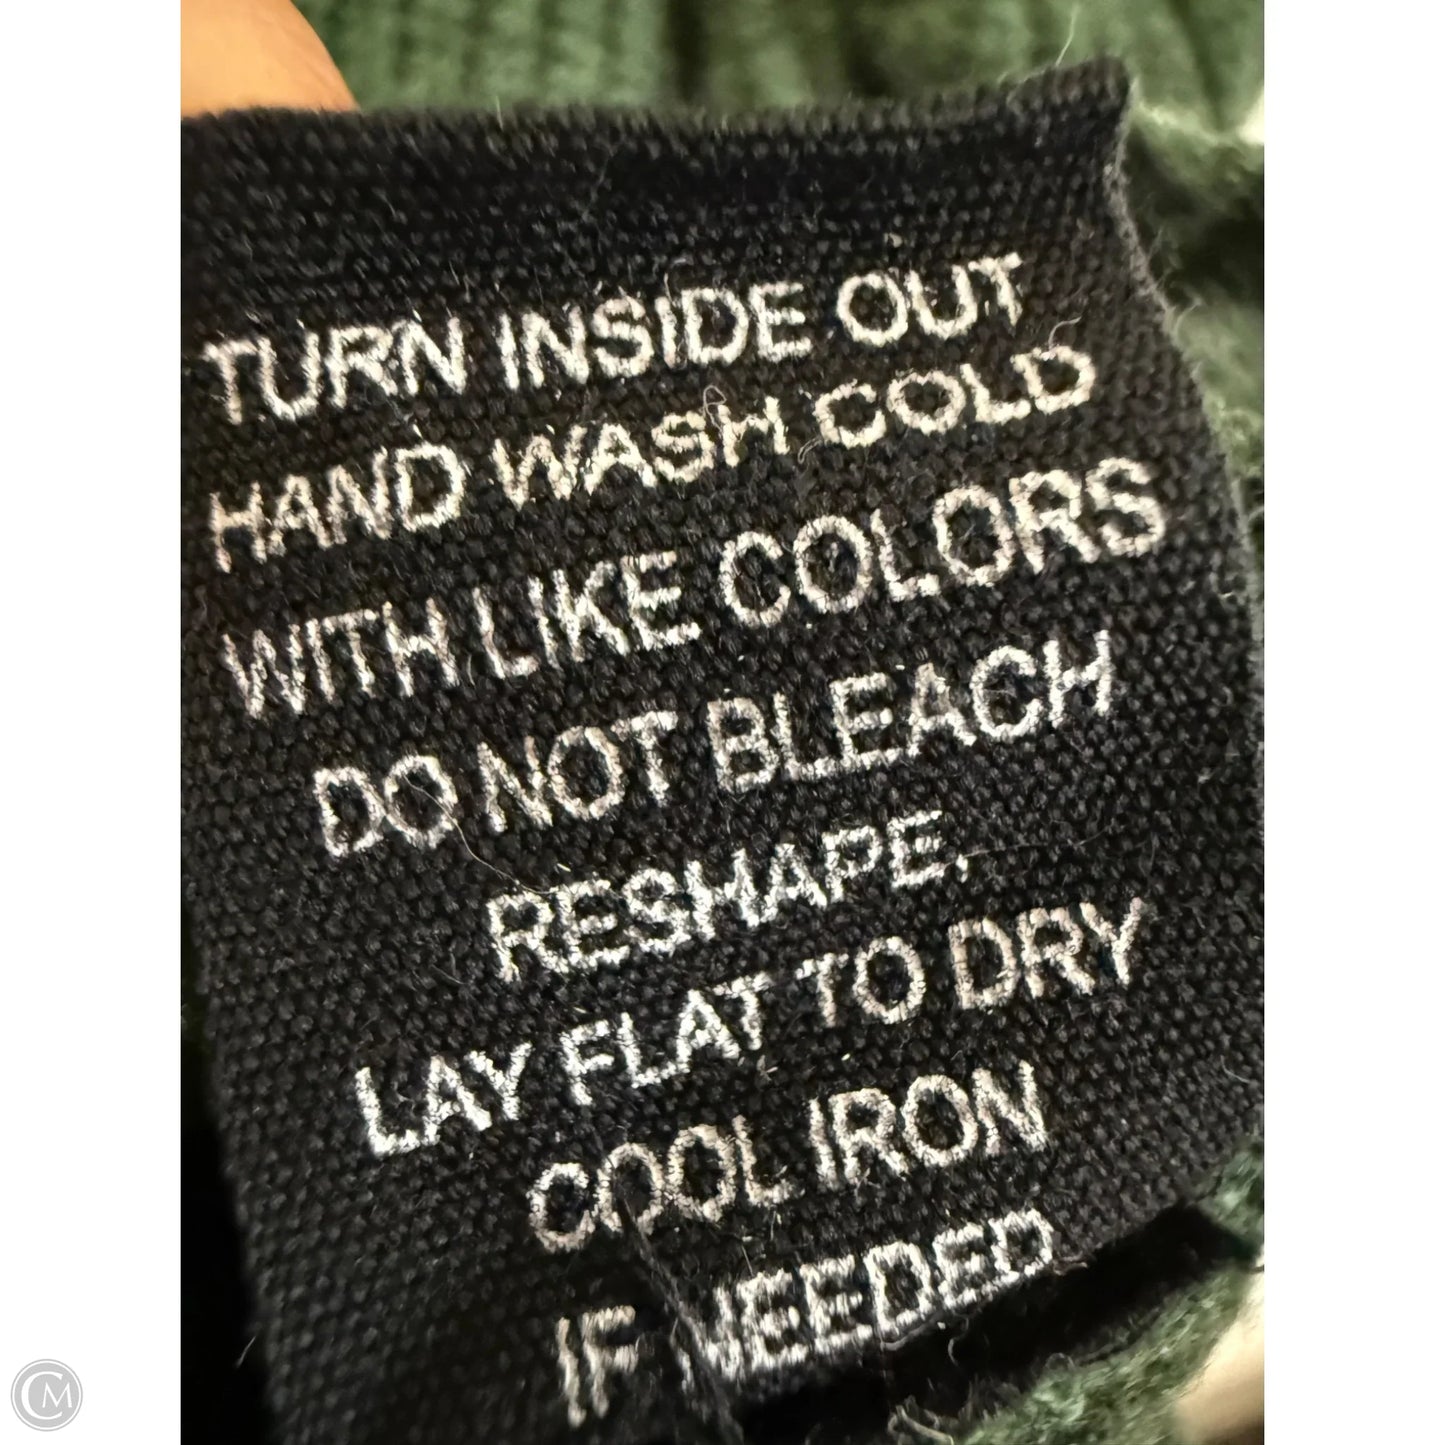 TURN INSIDE OUT
HAND WASH COLD
WITH LIKE COLORS
DO NOT BLEACH
RESHAPE,
LAY FLAT TO DRY
COOL IRON
IF NEEDED
CM